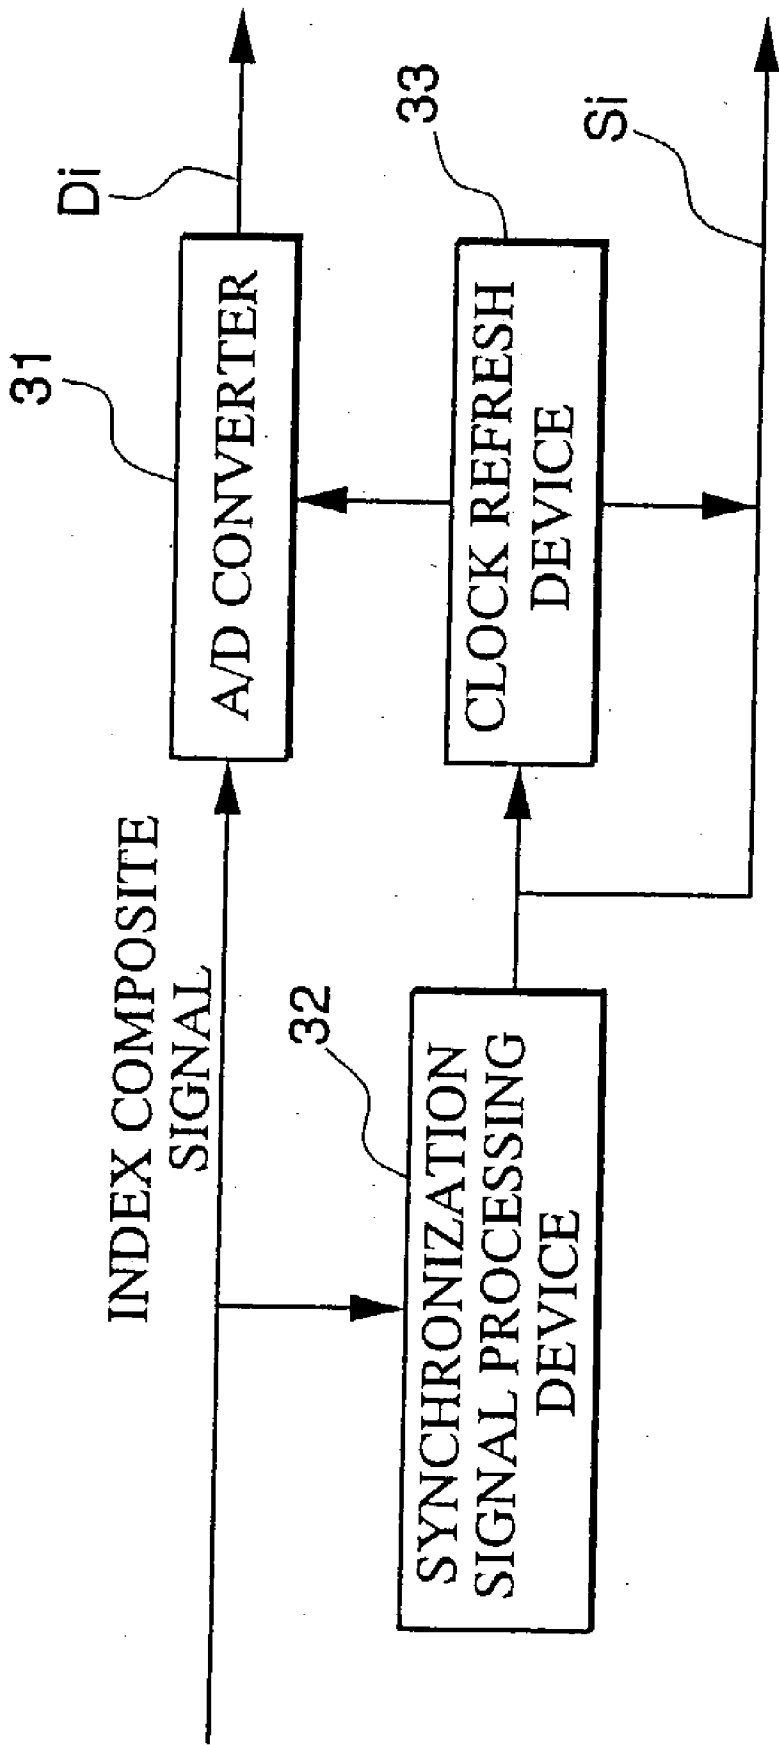 INDEX COMPOSITE
SIGNAL
31
A/D CONVERTER
Di
32
SYNCHRONIZATION
SIGNAL PROCESSING
DEVICE
33
CLOCK REFRESH
DEVICE
Si